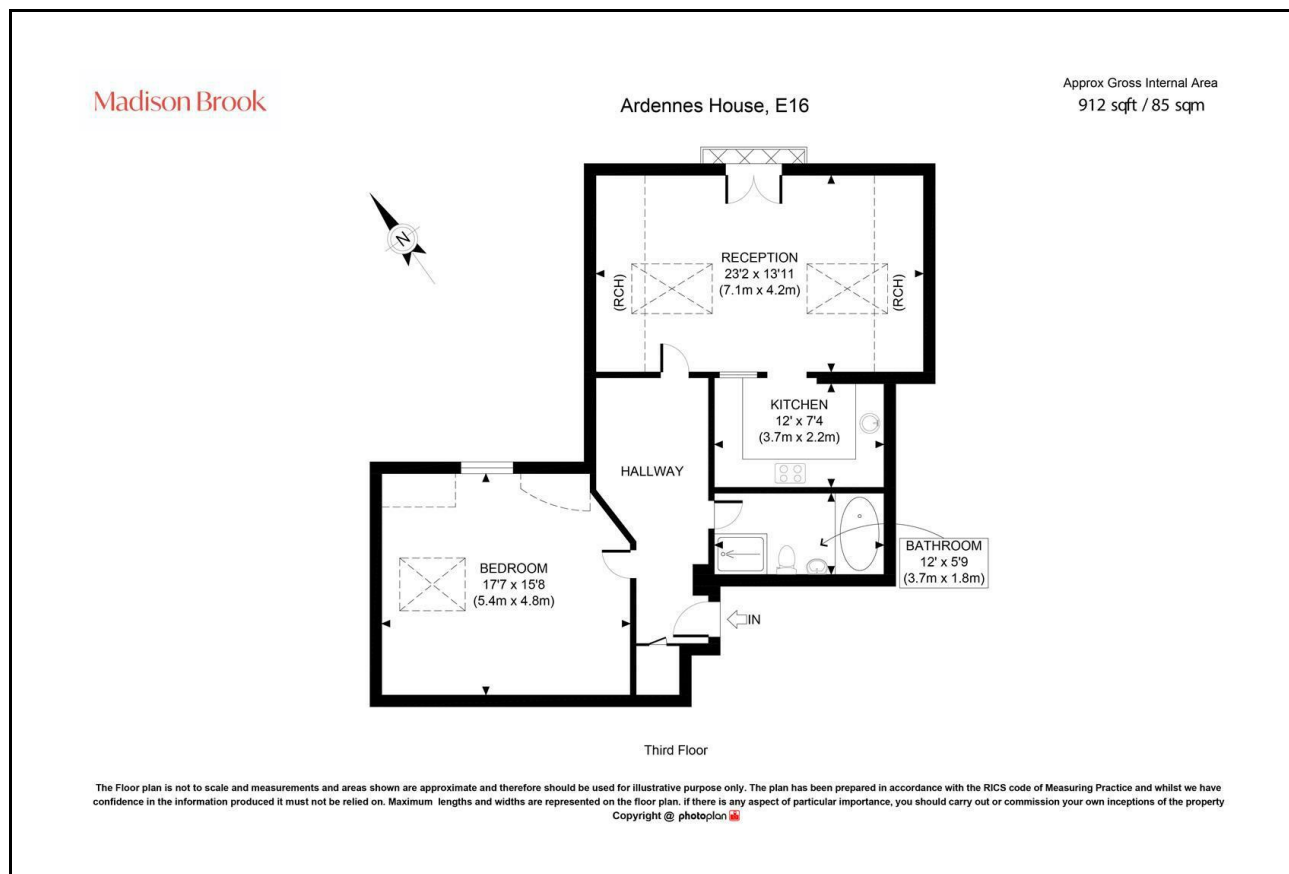 Madison Brook
Ardennes House, E16
Approx Gross Internal Area
912 sqft / 85 sqm
N
RECEPTION
23'2 x 13'11
(7.1m x 4.2m)
(RCH)
(RCH)
KITCHEN
12' x 7'4
(3.7m x 2.2m)
HALLWAY
BEDROOM
17'7 x 15'8
(5.4m x 4.8m)
BATHROOM
12' x 5'9
(3.7m x 1.8m)
IN
Third Floor
The Floor plan is not to scale and measurements and areas shown are approximate and therefore should be used for illustrative purpose only. The plan has been prepared in accordance with the RICS code of Measuring Practice and whilst we have
confidence in the information produced it must not be relied on. Maximum lengths and widths are represented on the floor plan. if there is any aspect of particular importance, you should carry out or commission your own inceptions of the property
Copyright @ photoplan